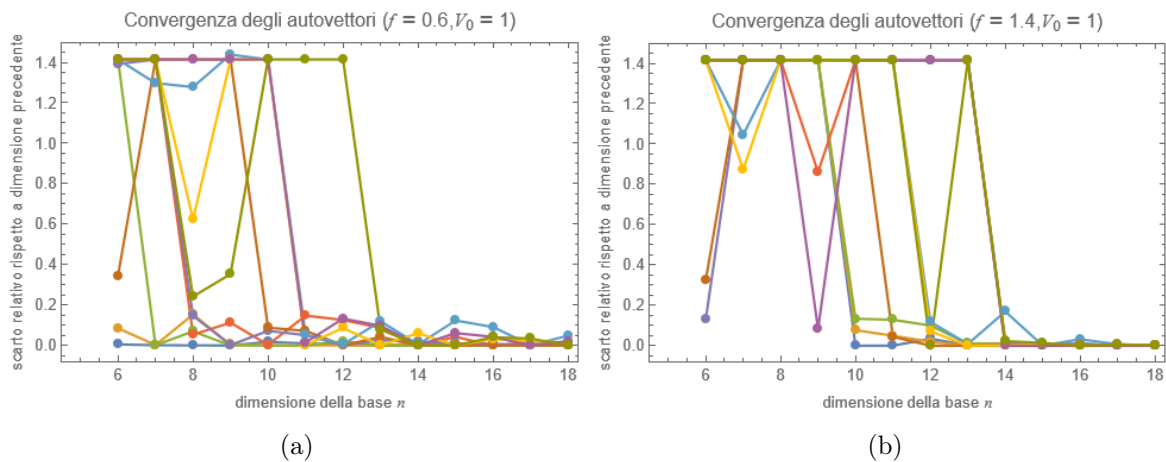 Convergenza degli autovettori (f = 0.6,V0 = 1)
scarto relativo rispetto a dimensione precedente
1.4
1.2
1.0
0.8
0.6
0.4
0.2
0.0
6 8 10 12 14 16 18
dimensione della base n
(a)
Convergenza degli autovettori (f = 1.4,V0 = 1)
scarto relativo rispetto a dimensione precedente
1.4
1.2
1.0
0.8
0.6
0.4
0.2
0.0
6 8 10 12 14 16 18
dimensione della base n
(b)